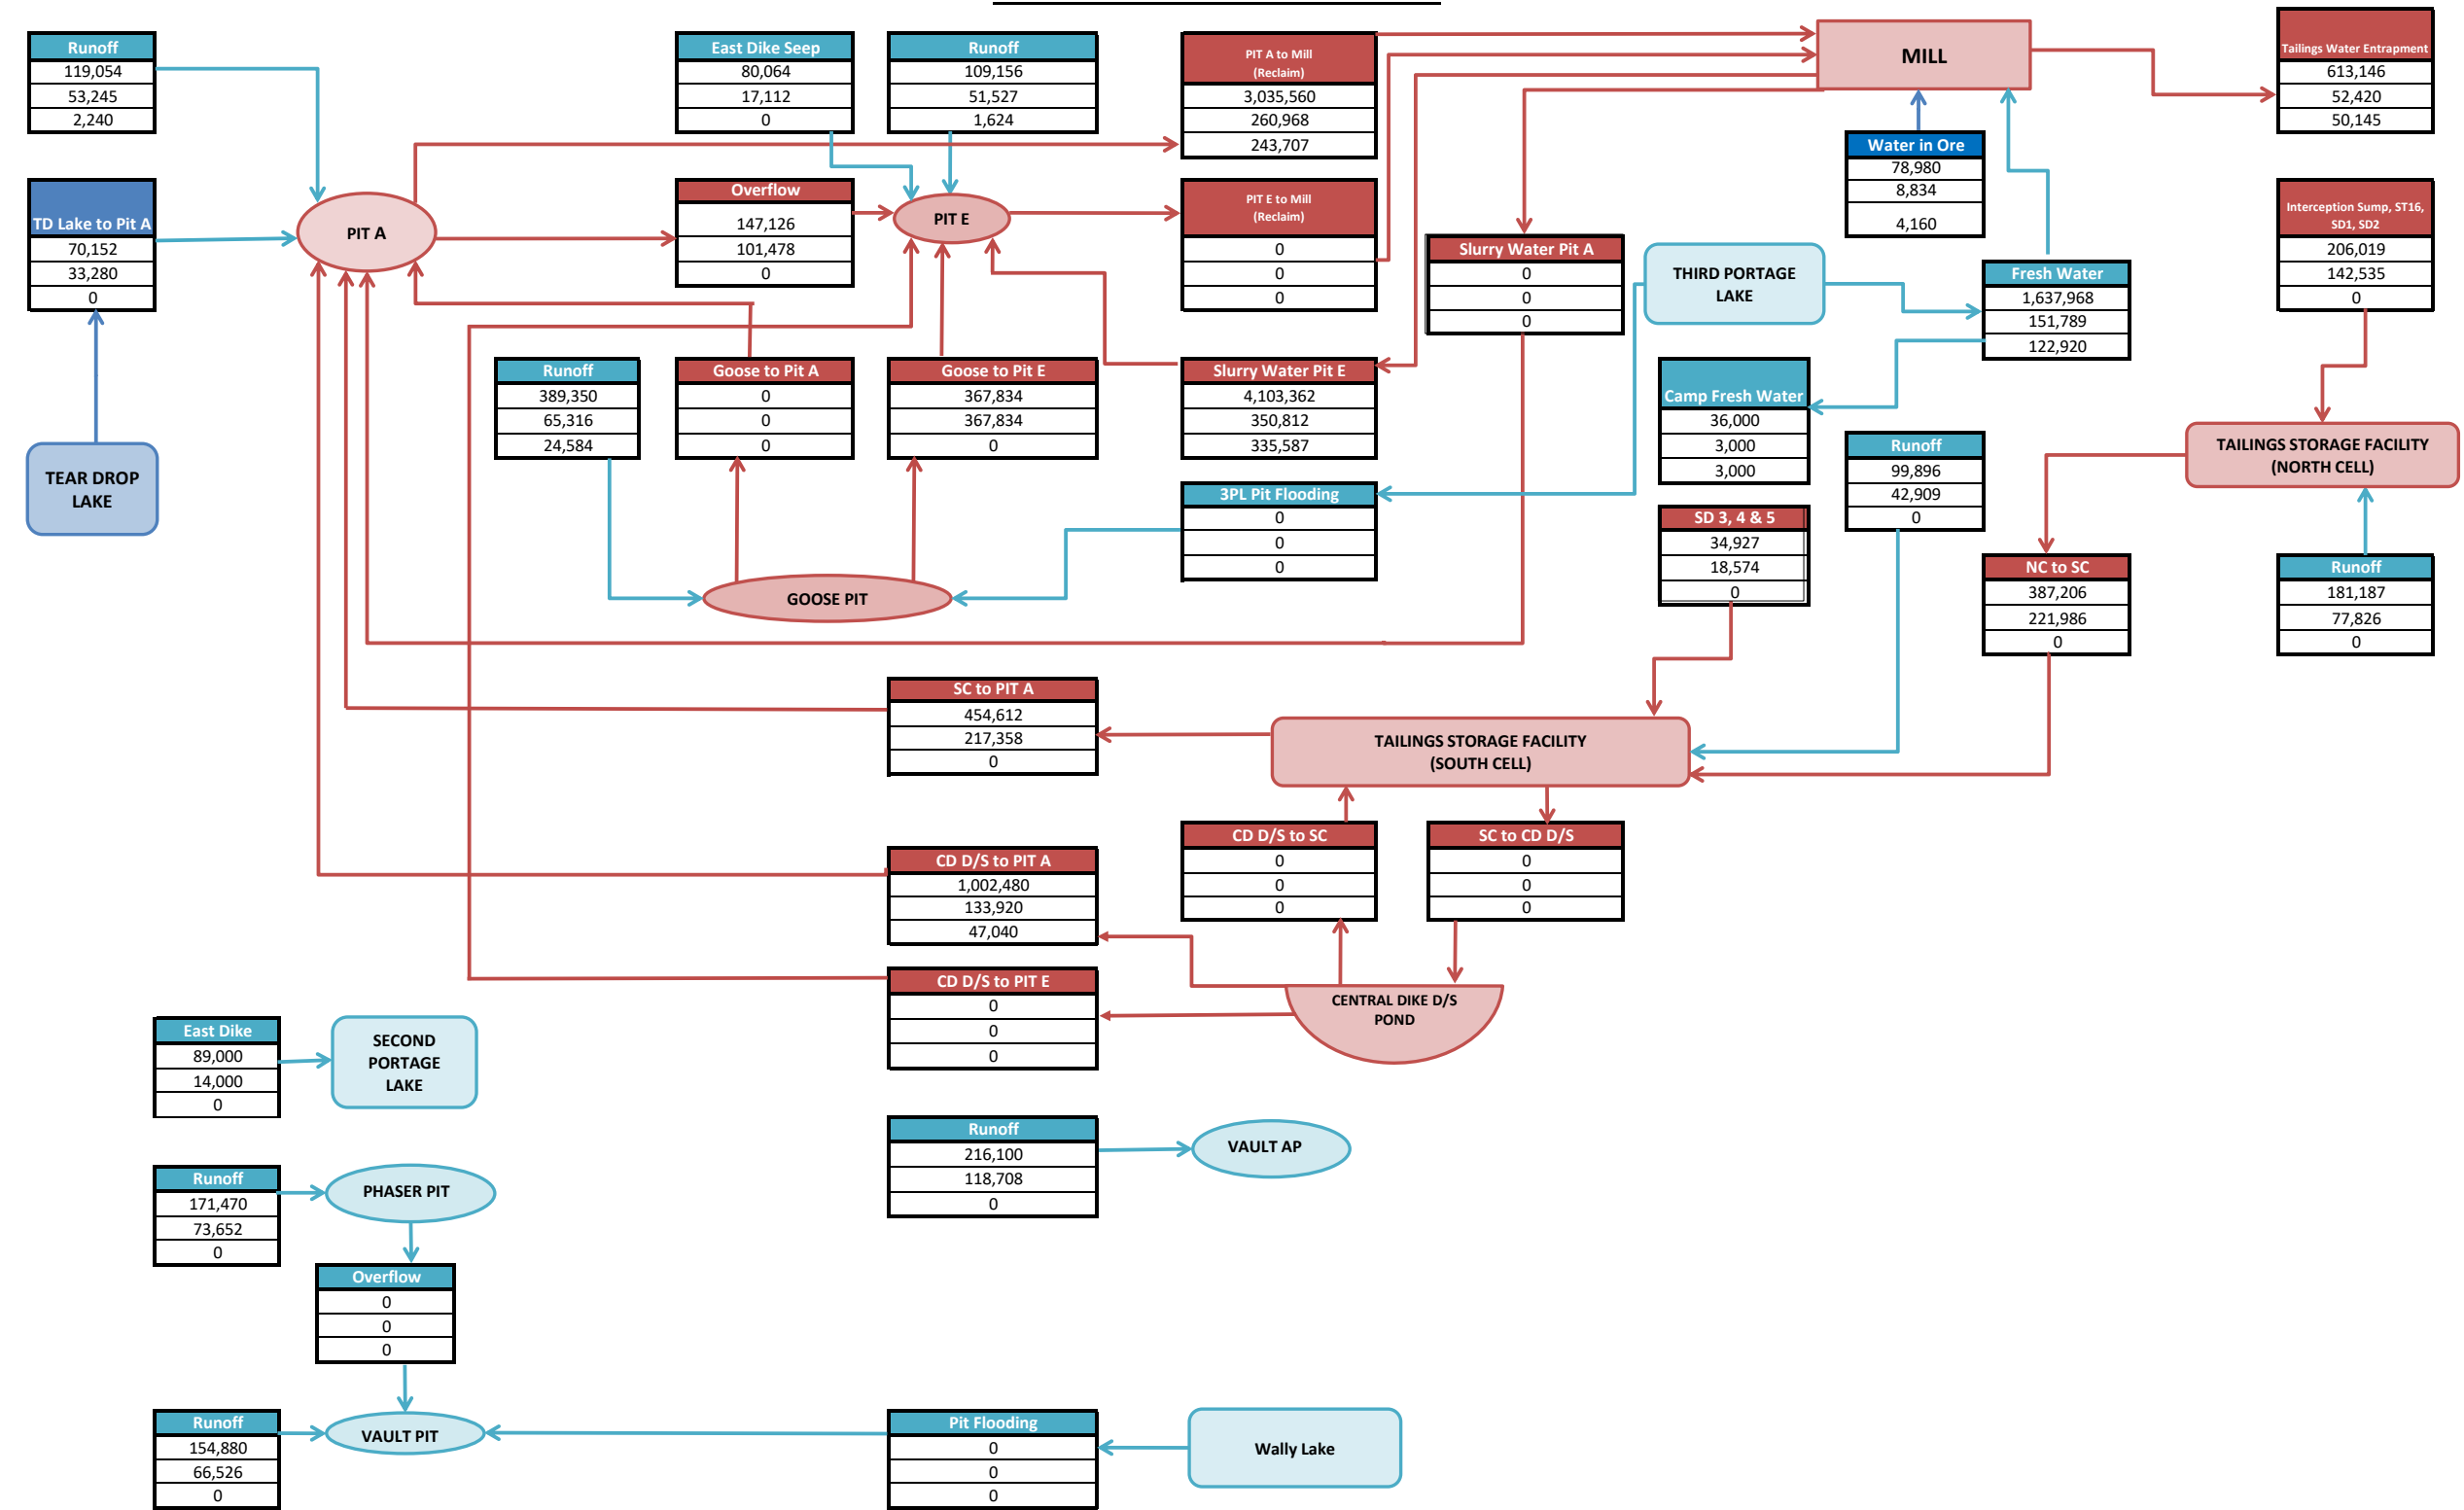 Runoff
119,054
53,245
2,240
East Dike Seep
80,064
17,112
0
Runoff
109,156
51,527
1,624
PIT A to Mill
(Reclaim)
3,035,560
260,968
243,707
MILL
Tailings Water Entrapment
613,146
52,420
50,145
Water in Ore
78,980
8,834
4,160
TD Lake to Pit A
70,152
33,280
0
PIT A
Overflow
147,126
101,478
0
PIT E
PIT E to Mill
(Reclaim)
0
0
0
Slurry Water Pit A
0
0
0
THIRD PORTAGE
LAKE
Fresh Water
1,637,968
151,789
122,920
Interception Sump, ST16,
SD1, SD2
206,019
142,535
0
Runoff
389,350
65,316
24,584
Goose to Pit A
0
0
0
Goose to Pit E
367,834
367,834
0
Slurry Water Pit E
4,103,362
350,812
335,587
Camp Fresh Water
36,000
3,000
3,000
Runoff
99,896
42,909
0
TAILINGS STORAGE FACILITY
(NORTH CELL)
TEAR DROP
LAKE
3PL Pit Flooding
0
0
0
SD 3, 4 & 5
34,927
18,574
0
NC to SC
387,206
221,986
0
Runoff
181,187
77,826
0
GOOSE PIT
SC to PIT A
454,612
217,358
0
TAILINGS STORAGE FACILITY
(SOUTH CELL)
CD D/S to PIT A
1,002,480
133,920
47,040
CD D/S to SC
0
0
0
SC to CD D/S
0
0
0
CD D/S to PIT E
0
0
0
CENTRAL DIKE D/S
POND
East Dike
89,000
14,000
0
SECOND
PORTAGE
LAKE
Runoff
216,100
118,708
0
VAULT AP
Runoff
171,470
73,652
0
PHASER PIT
Overflow
0
0
0
Runoff
154,880
66,526
0
VAULT PIT
Pit Flooding
0
0
0
Wally Lake